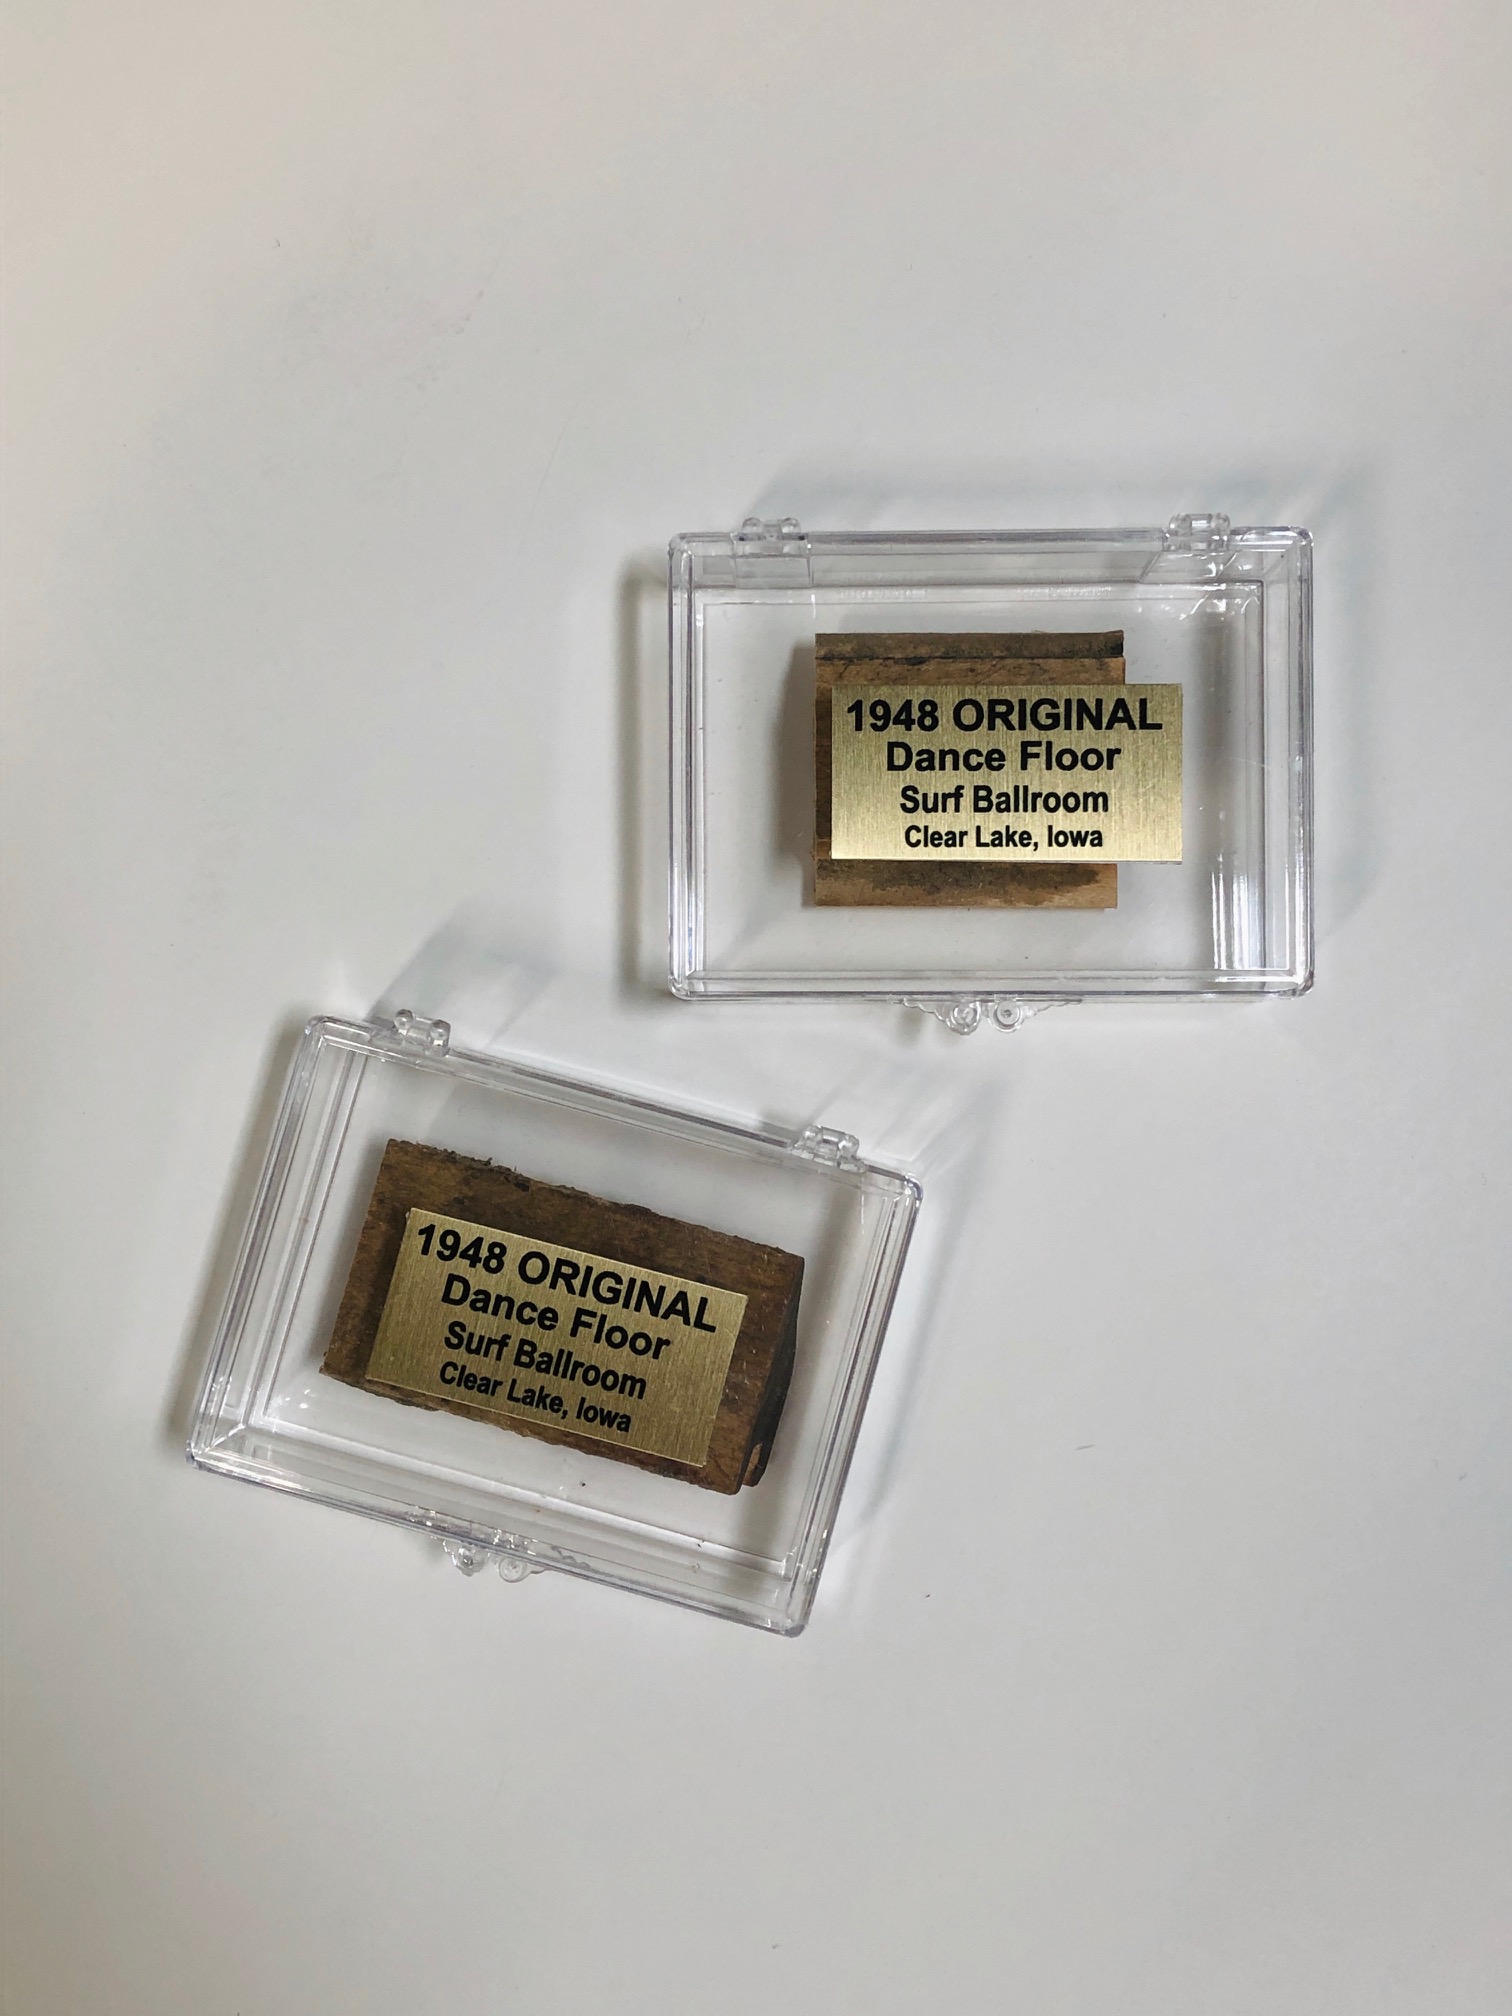 1948 ORIGINAL
Dance Floor
Surf Ballroom
Clear Lake, Iowa
1948 ORIGINAL
Dance Floor
Surf Ballroom
Clear Lake, Iowa